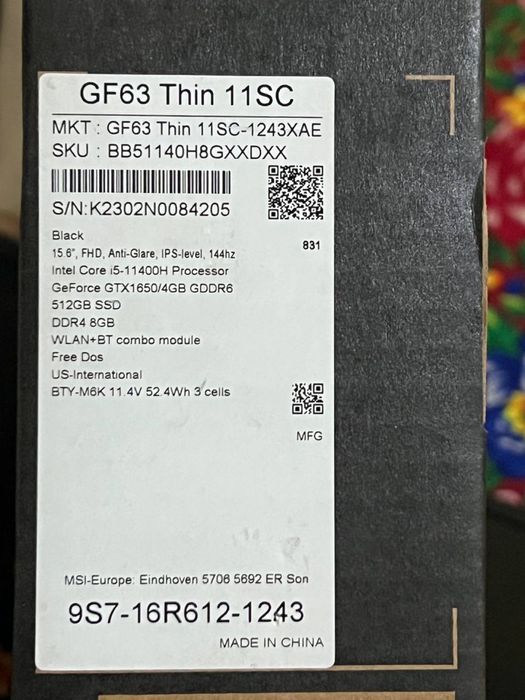 GF63 Thin 11SC
MKT : GF63 Thin 11SC-1243XAE
SKU : BB51140H8GXXDXX
S/N:K2302N0084205
Black
831
15.6", FHD, Anti-Glare, IPS-level, 144hz
Intel Core i5-11400H Processor
GeForce GTX1650/4GB GDDR6
512GB SSD
DDR4 8GB
WLAN+BT combo module
Free Dos
US-International
BTY-M6K 11.4V 52.4Wh 3 cells
MFG
MSI-Europe: Eindhoven 5706 5692 ER Son
9S7-16R612-1243
MADE IN CHINA